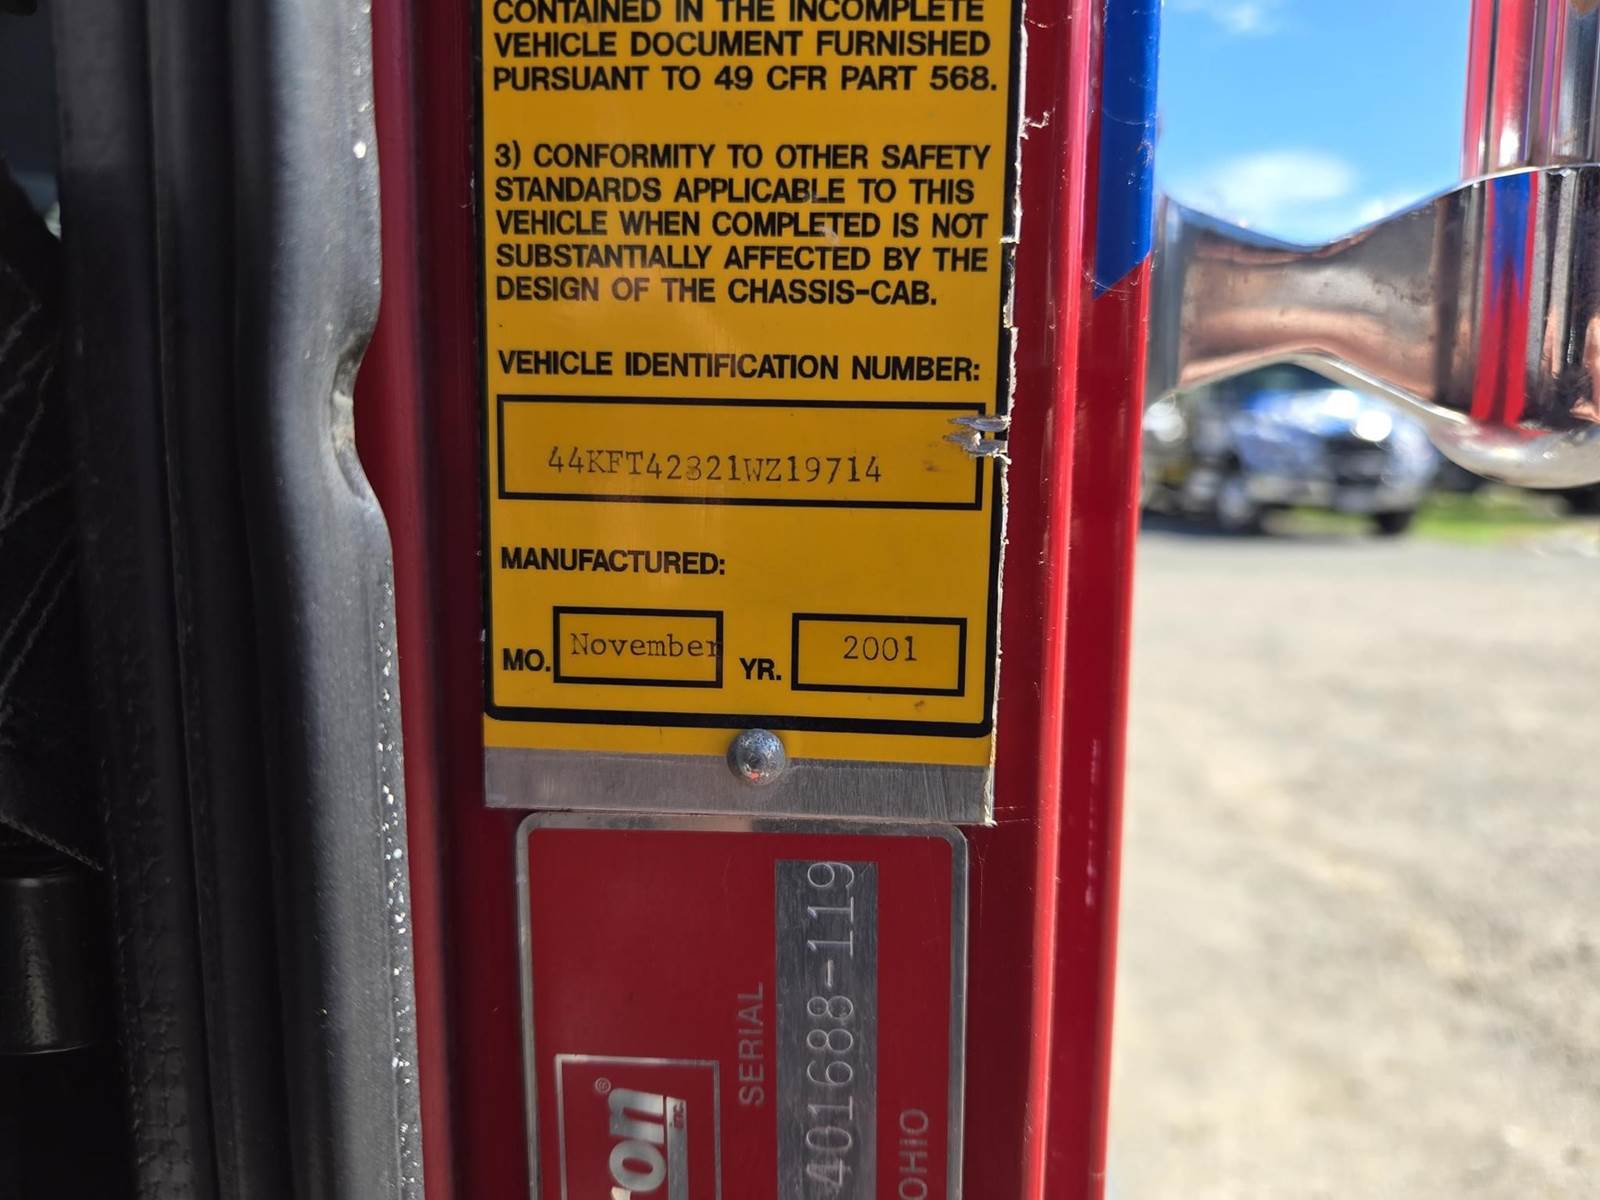 CONTAINED IN THE INCOMPLETE
VEHICLE DOCUMENT FURNISHED
PURSUANT TO 49 CFR PART 568.
3) CONFORMITY TO OTHER SAFETY
STANDARDS APPLICABLE TO THIS
VEHICLE WHEN COMPLETED IS NOT
SUBSTANTIALLY AFFECTED BY THE
DESIGN OF THE CHASSIS-CAB.
VEHICLE IDENTIFICATION NUMBER:
44KFT42821WZ19714
MANUFACTURED:
MO. November YR. 2001
SERIAL
401688-119
OHIO
ron®
INC.